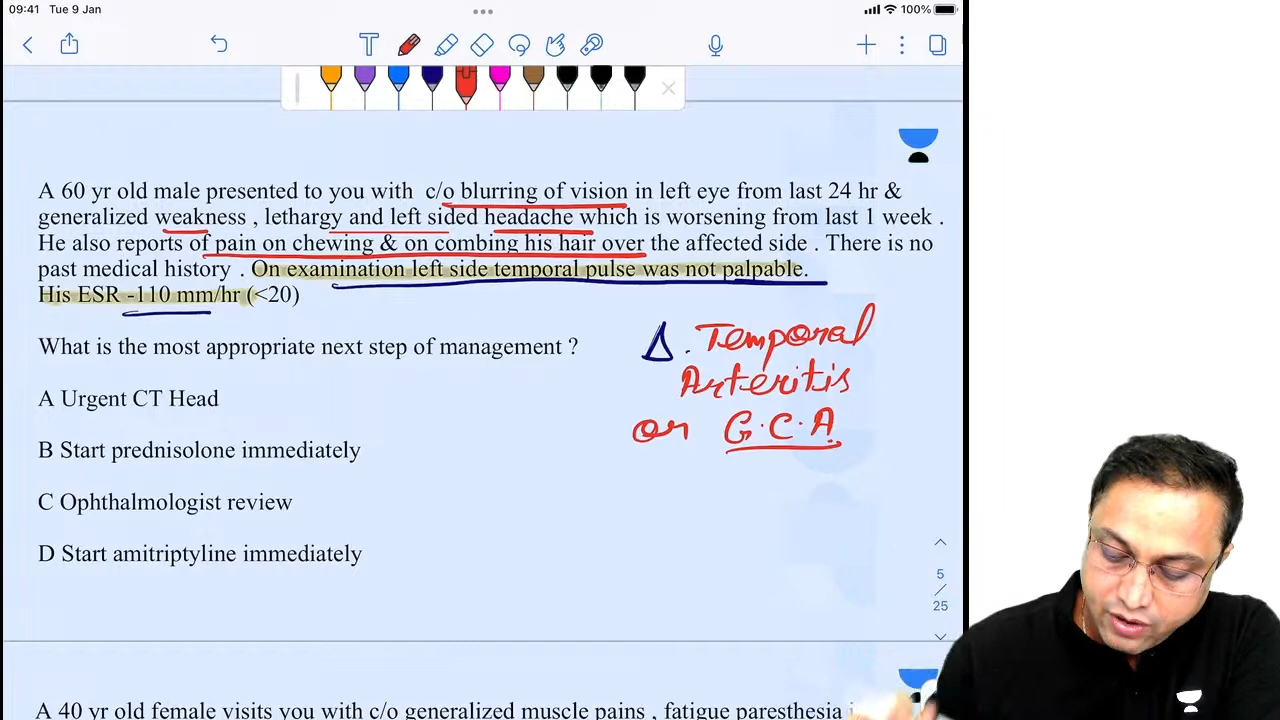 09:41 Tue 9 Jan
100%
T
A 60 yr old male presented to you with c/o blurring of vision in left eye from last 24 hr &
generalized weakness , lethargy and left sided headache which is worsening from last 1 week .
He also reports of pain on chewing & on combing his hair over the affected side . There is no
past medical history . On examination left side temporal pulse was not palpable.
His ESR -110 mm/hr (<20)
What is the most appropriate next step of management ?
Δ. Temporal
Arteritis
or G.C.A.
A Urgent CT Head
B Start prednisolone immediately
C Ophthalmologist review
D Start amitriptyline immediately
5
/
25
A 40 yr old female visits you with c/o generalized muscle pains , fatigue paresthesia